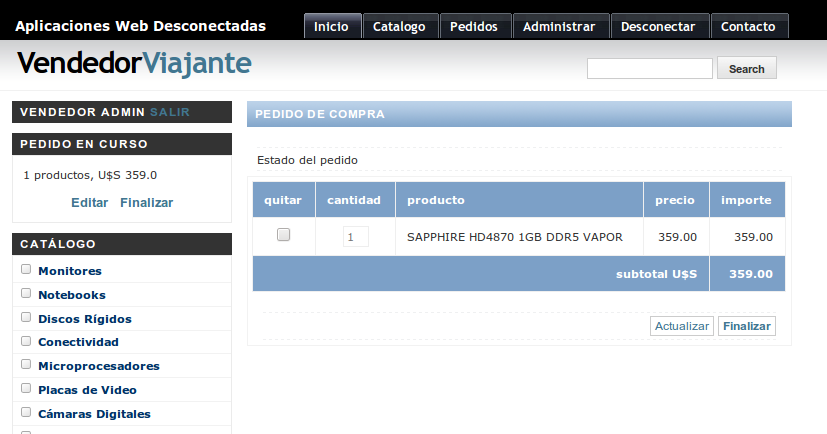 Aplicaciones Web Desconectadas
Inicio Catalogo Pedidos Administrar Desconectar Contacto
VendedorViajante
Search
VENDEDOR ADMIN SALIR
PEDIDO EN CURSO
1 productos, U$S 359.0
Editar Finalizar
CATÁLOGO
Monitores
Notebooks
Discos Rígidos
Conectividad
Microprocesadores
Placas de Video
Cámaras Digitales
PEDIDO DE COMPRA
Estado del pedido
quitar cantidad producto precio importe
1 SAPPHIRE HD4870 1GB DDR5 VAPOR 359.00 359.00
subtotal U$S 359.00
Actualizar Finalizar